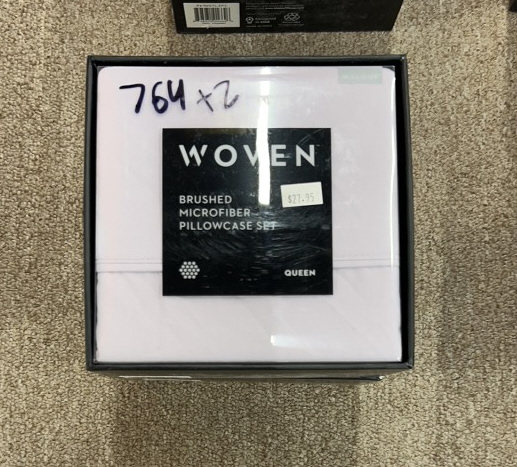 764 x2
WOVEN
$27.95
BRUSHED
MICROFIBER
PILLOWCASE SET
QUEEN